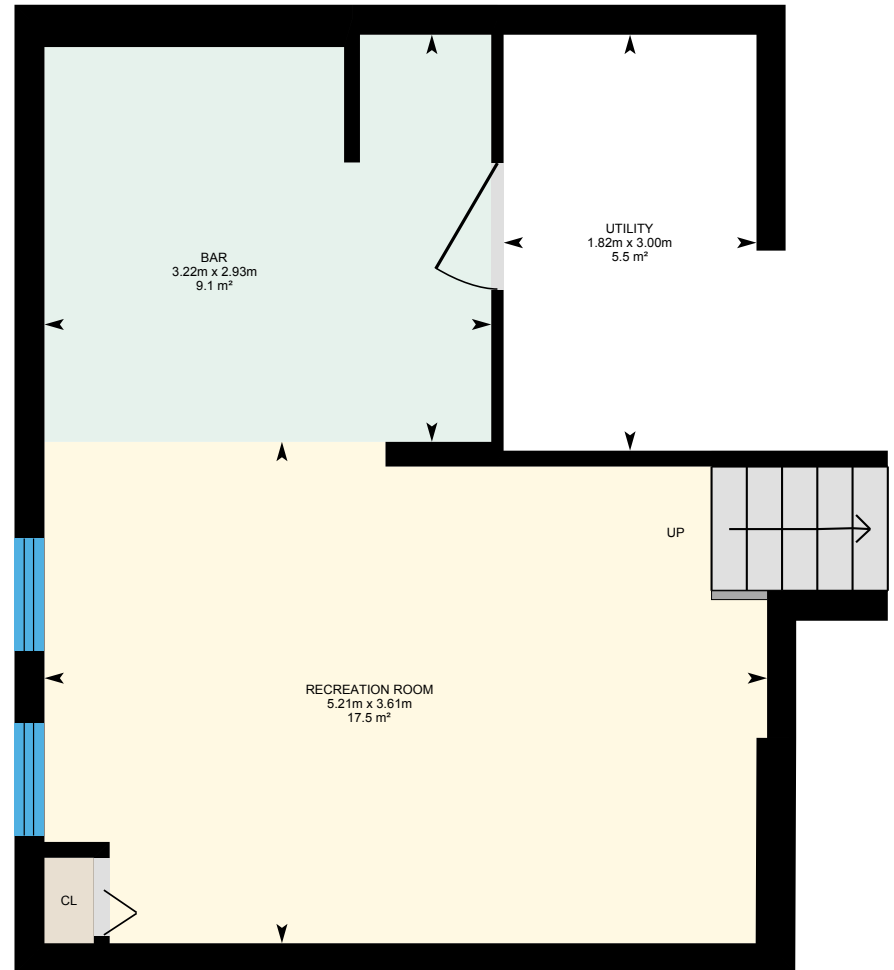 UTILITY
1.82m x 3.00m
5.5 m²
BAR
3.22m x 2.93m
9.1 m²
UP
RECREATION ROOM
5.21m x 3.61m
17.5 m²
CL